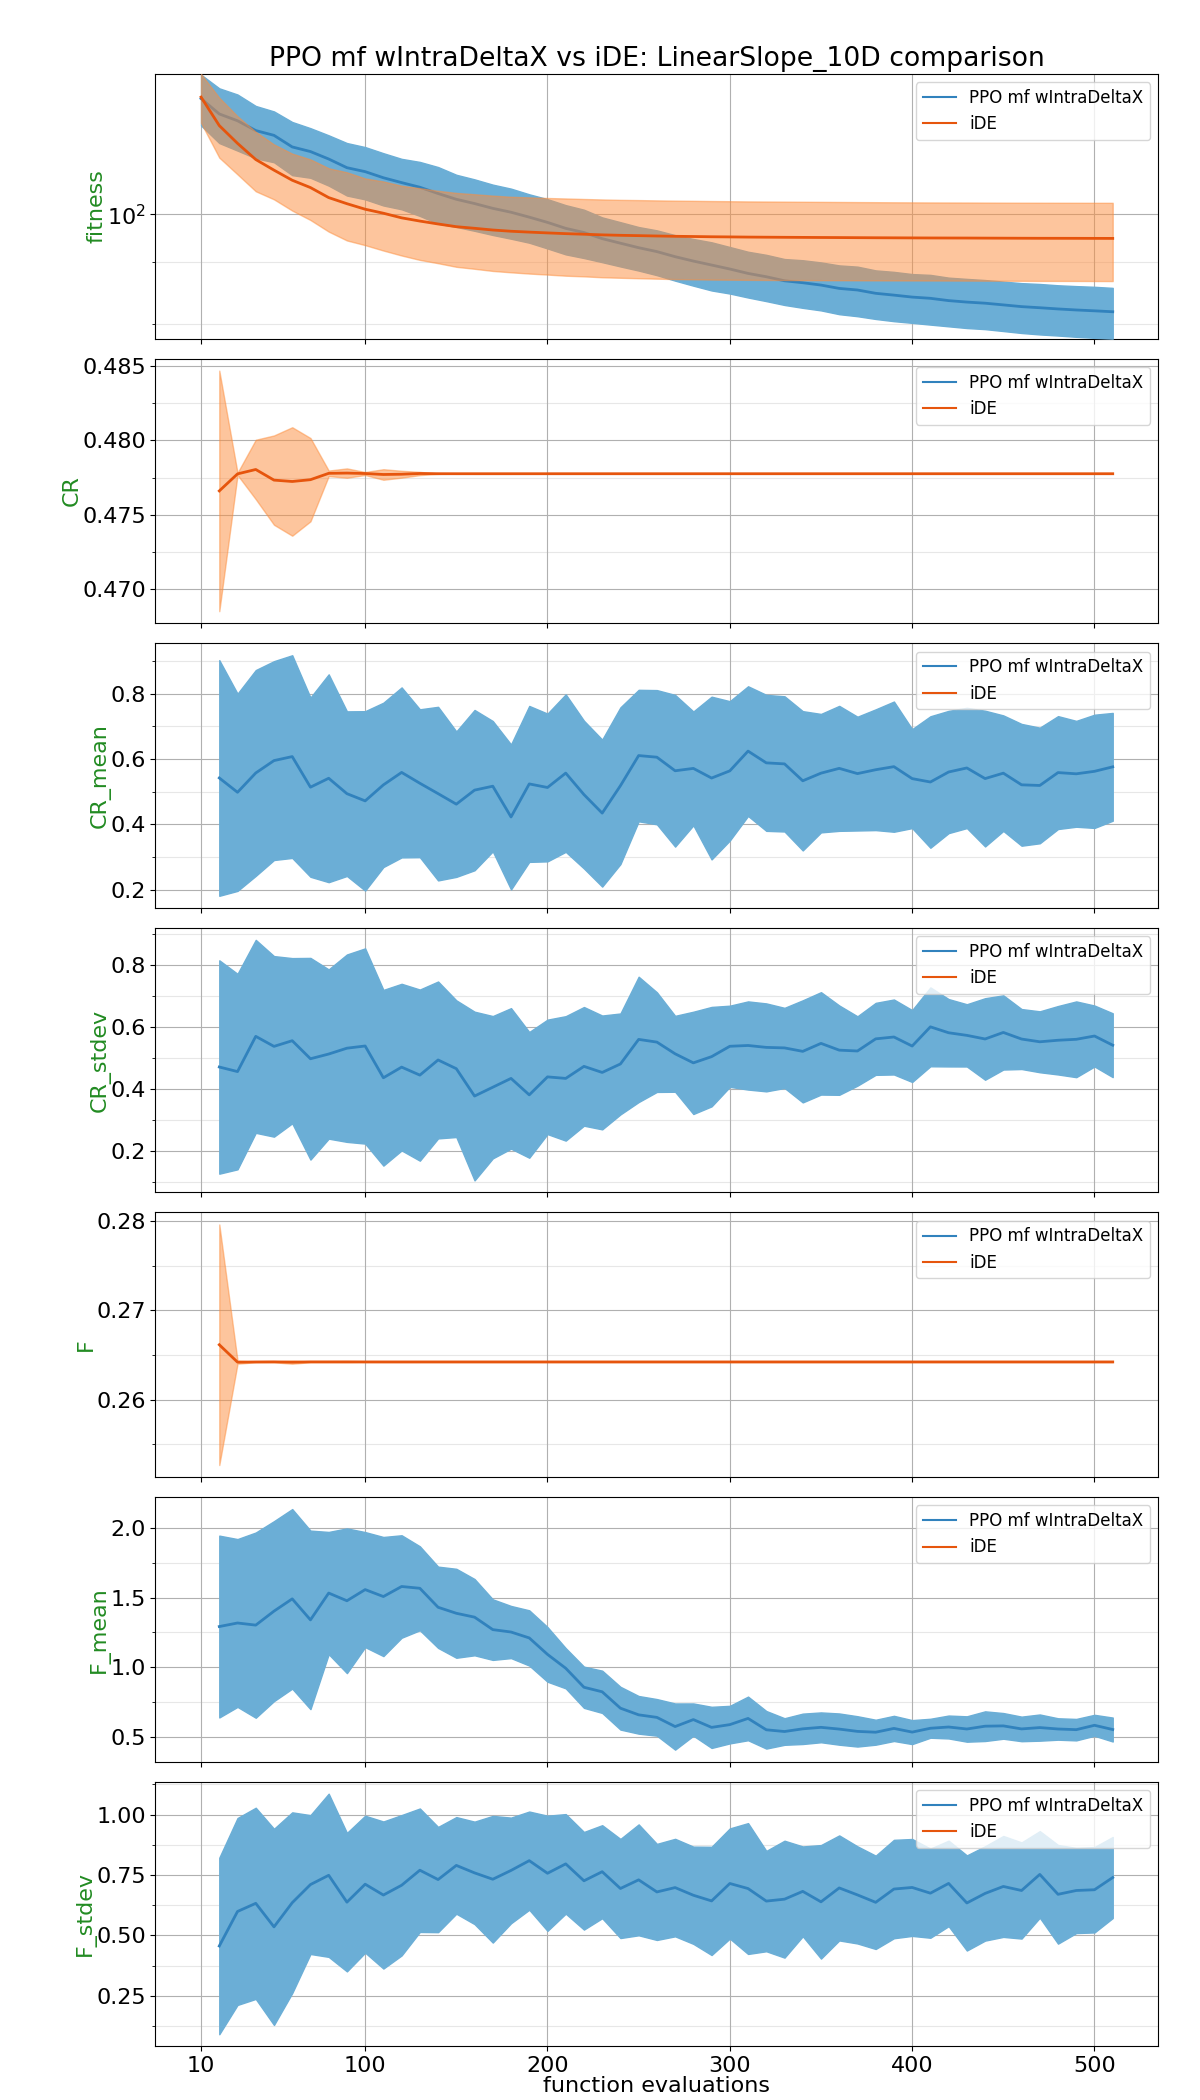 PPO mf wIntraDeltaX vs iDE: LinearSlope_10D comparison
PPO mf wIntraDeltaX
iDE
fitness
10²
0.485
PPO mf wIntraDeltaX
iDE
0.480
CR
0.475
0.470
PPO mf wIntraDeltaX
iDE
0.8
CR_mean
0.6
0.4
0.2
PPO mf wIntraDeltaX
iDE
0.8
CR_stdev
0.6
0.4
0.2
0.28
PPO mf wIntraDeltaX
iDE
0.27
F
0.26
PPO mf wIntraDeltaX
iDE
2.0
F_mean
1.5
1.0
0.5
PPO mf wIntraDeltaX
iDE
1.00
F_stdev
0.75
0.50
0.25
10 100 200 300 400 500
function evaluations